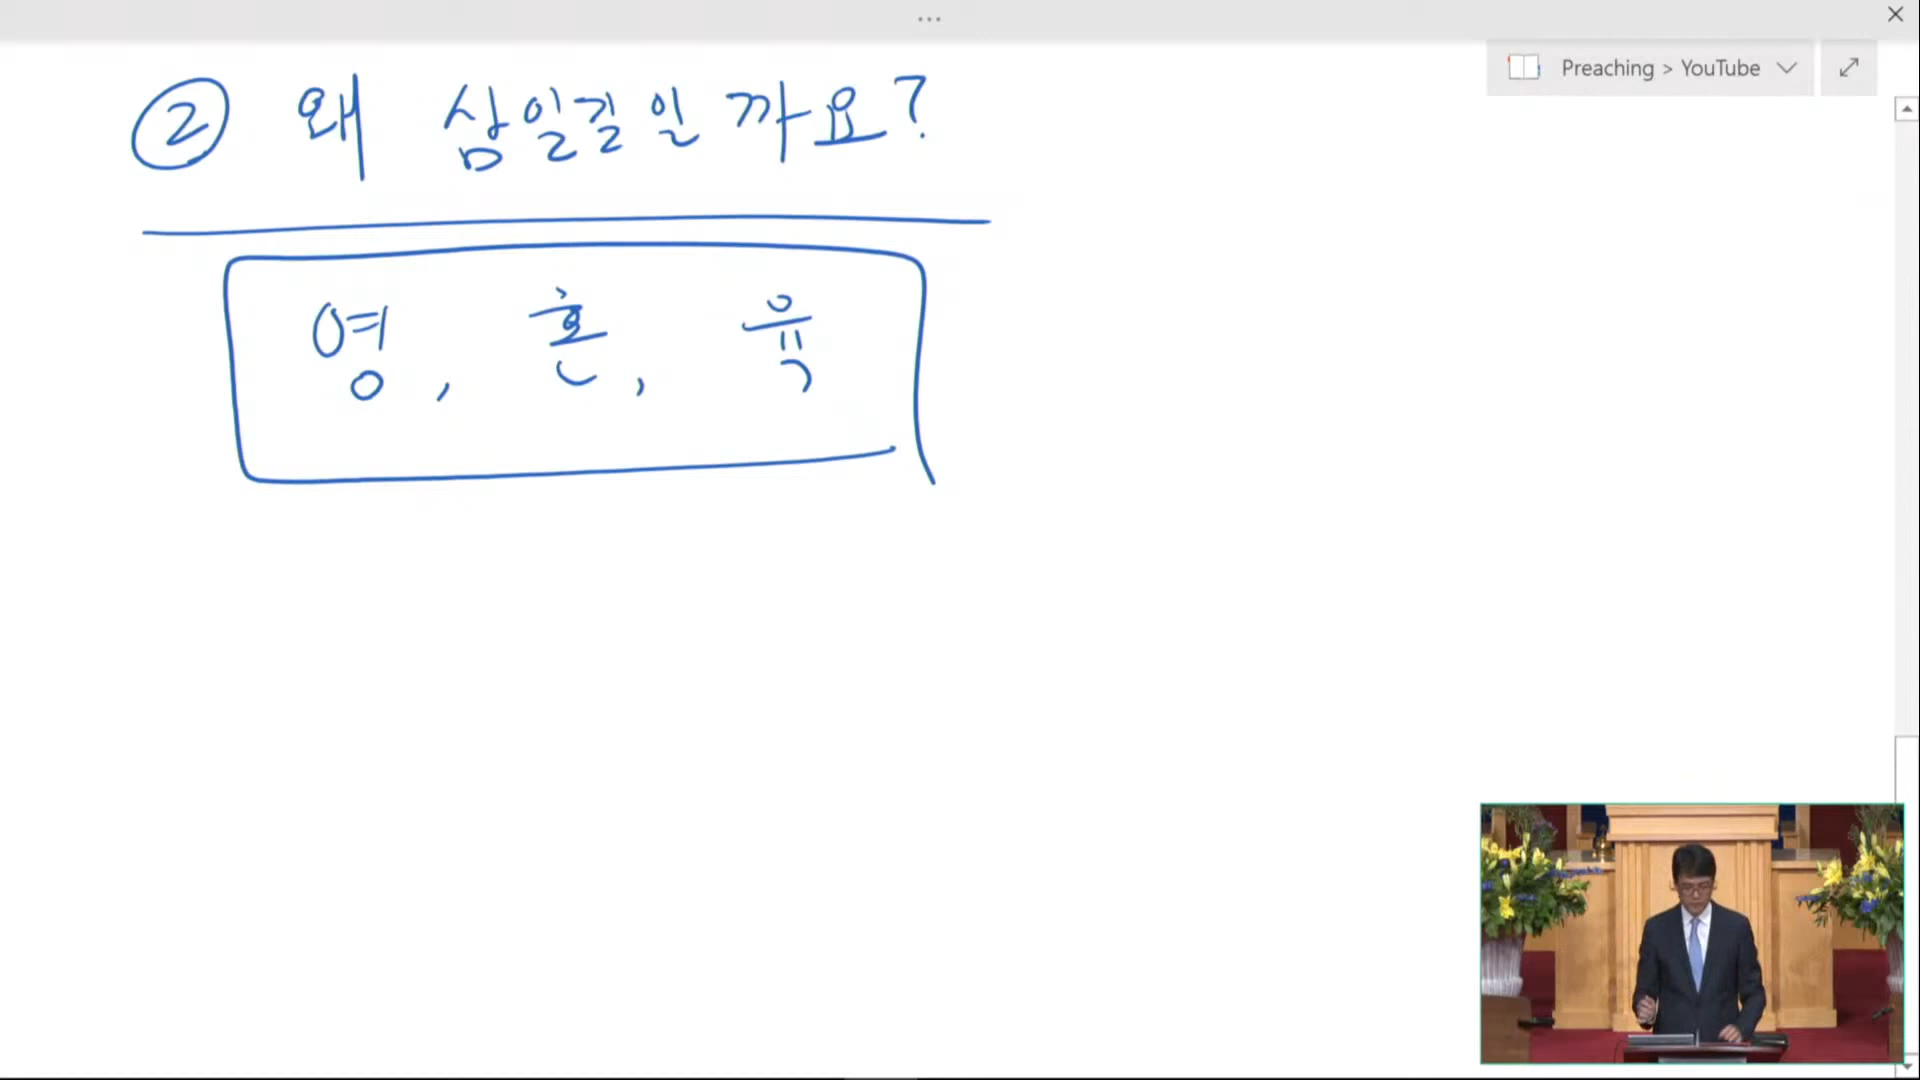 ...
Preaching > YouTube
② 왜 삼일길인 까요?
영, 혼, 육